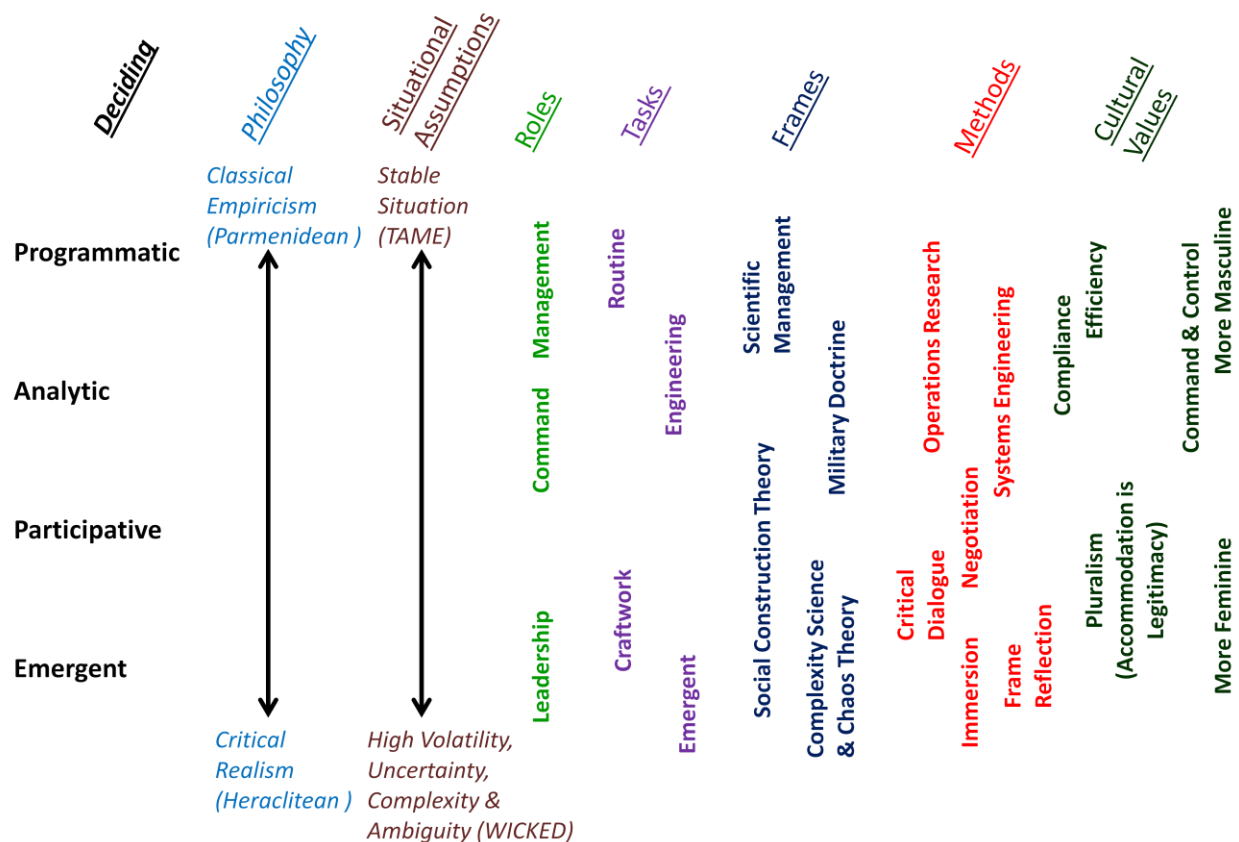 Deciding
Philosophy
Situational
Assumptions
Roles
Tasks
Frames
Methods
Cultural
Values
Programmatic
Analytic
Participative
Emergent
Classical
Empiricism
(Parmenidean )
Critical
Realism
(Heraclitean )
Stable
Situation
(TAME)
High Volatility,
Uncertainty,
Complexity &
Ambiguity (WICKED)
Management
Command
Leadership
Routine
Engineering
Craftwork
Emergent
Scientific
Management
Military Doctrine
Social Construction Theory
Complexity Science
& Chaos Theory
Operations Research
Systems Engineering
Negotiation
Critical
Dialogue
Immersion
Frame
Reflection
Compliance
Efficiency
Command & Control
More Masculine
Pluralism
(Accommodation is
Legitimacy)
More Feminine